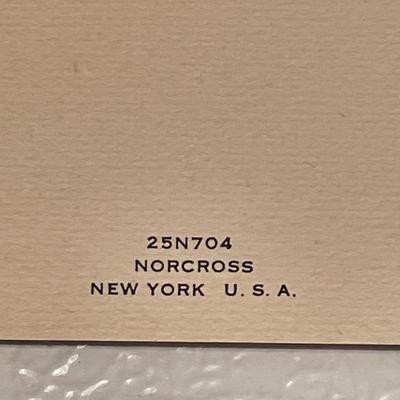 25N704
NORCROSS
NEW YORK U. S. A.